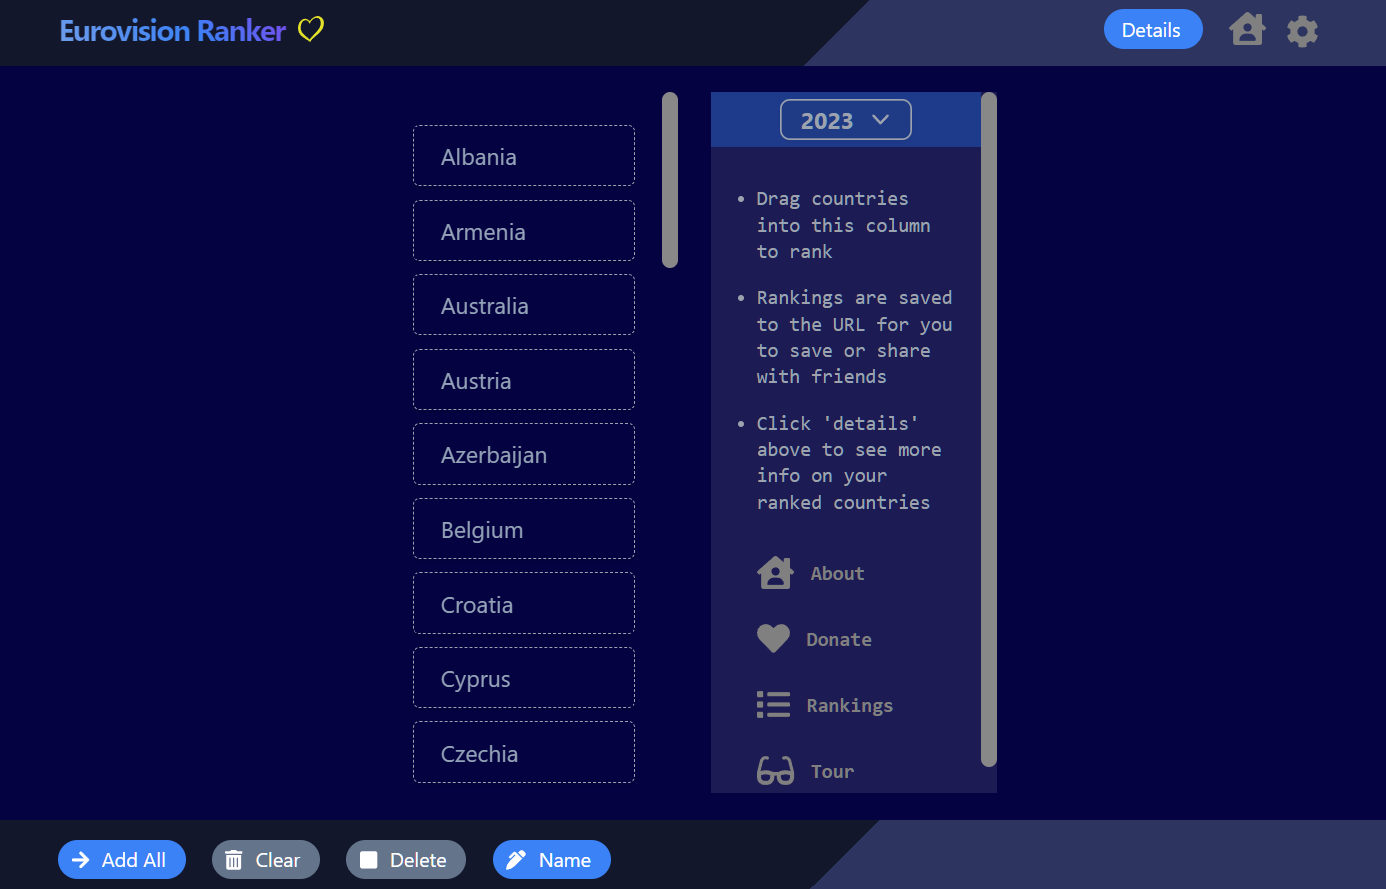 Eurovision Ranker
Details
Albania
Armenia
Australia
Austria
Azerbaijan
Belgium
Croatia
Cyprus
Czechia
2023
• Drag countries
into this column
to rank
• Rankings are saved
to the URL for you
to save or share
with friends
• Click 'details'
above to see more
info on your
ranked countries
About
Donate
Rankings
Tour
Add All
Clear
Delete
Name